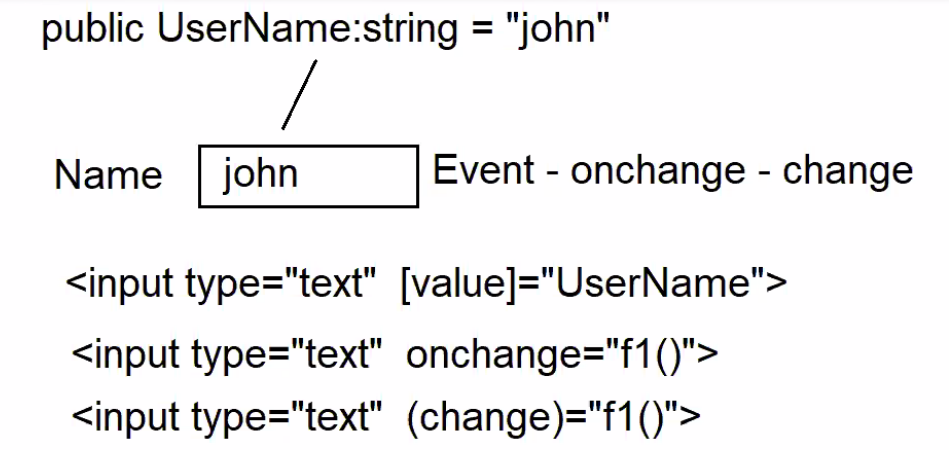 public UserName:string = "john"
Name john Event - onchange - change
<input type="text" [value]="UserName">
<input type="text" onchange="f1()">
<input type="text" (change)="f1()">